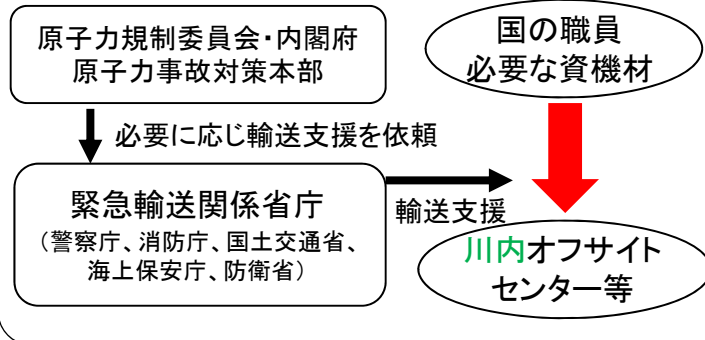 原子力規制委員会・内閣府
原子力事故対策本部
国の職員
必要な資機材
必要に応じ輸送支援を依頼
緊急輸送関係省庁
（警察庁、消防庁、国土交通省、
海上保安庁、防衛省）
輸送支援
川内オフサイト
センター等